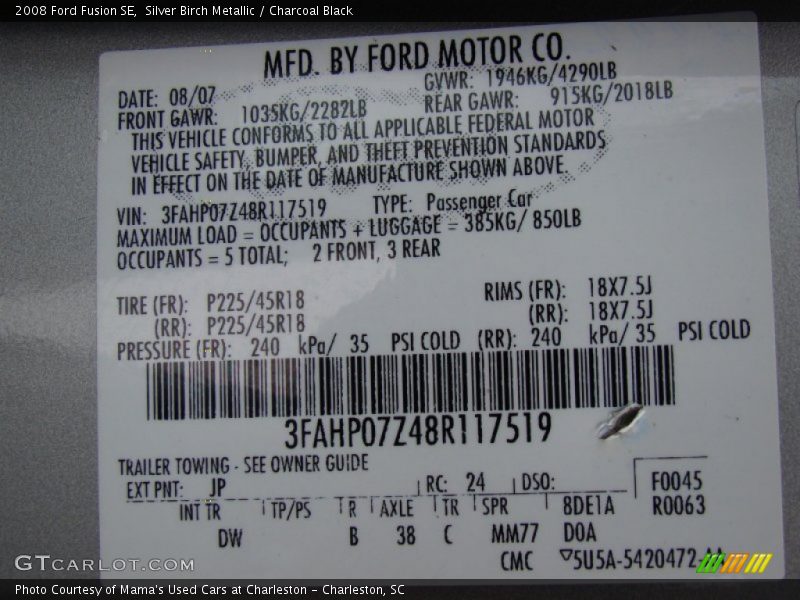 2008 Ford Fusion SE,  Silver Birch Metallic / Charcoal Black
MFD. BY FORD MOTOR CO.
DATE: 08/07 GVWR: 1946KG/4290LB
FRONT GAWR: 1035KG/2282LB REAR GAWR: 915KG/2018LB
THIS VEHICLE CONFORMS TO ALL APPLICABLE FEDERAL MOTOR
VEHICLE SAFETY, BUMPER, AND THEFT PREVENTION STANDARDS
IN EFFECT ON THE DATE OF MANUFACTURE SHOWN ABOVE.
VIN: 3FAHP07Z48R117519 TYPE: Passenger Car
MAXIMUM LOAD = OCCUPANTS + LUGGAGE = 385KG/ 850LB
OCCUPANTS = 5 TOTAL; 2 FRONT, 3 REAR
TIRE (FR): P225/45R18 RIMS (FR): 18X7.5J
(RR): P225/45R18 (RR): 18X7.5J
PRESSURE (FR): 240 kPa/ 35 PSI COLD (RR): 240 kPa/ 35 PSI COLD
3FAHP07Z48R117519
TRAILER TOWING - SEE OWNER GUIDE
EXT PNT: JP RC: 24 DSO: F0045
INT TR TP/PS R AXLE TR SPR 8DE1A R0063
DW B 38 C MM77 D0A
CMC 5U5A-5420472-
GTCARLOT.COM
Photo Courtesy of Mama's Used Cars at Charleston - Charleston, SC